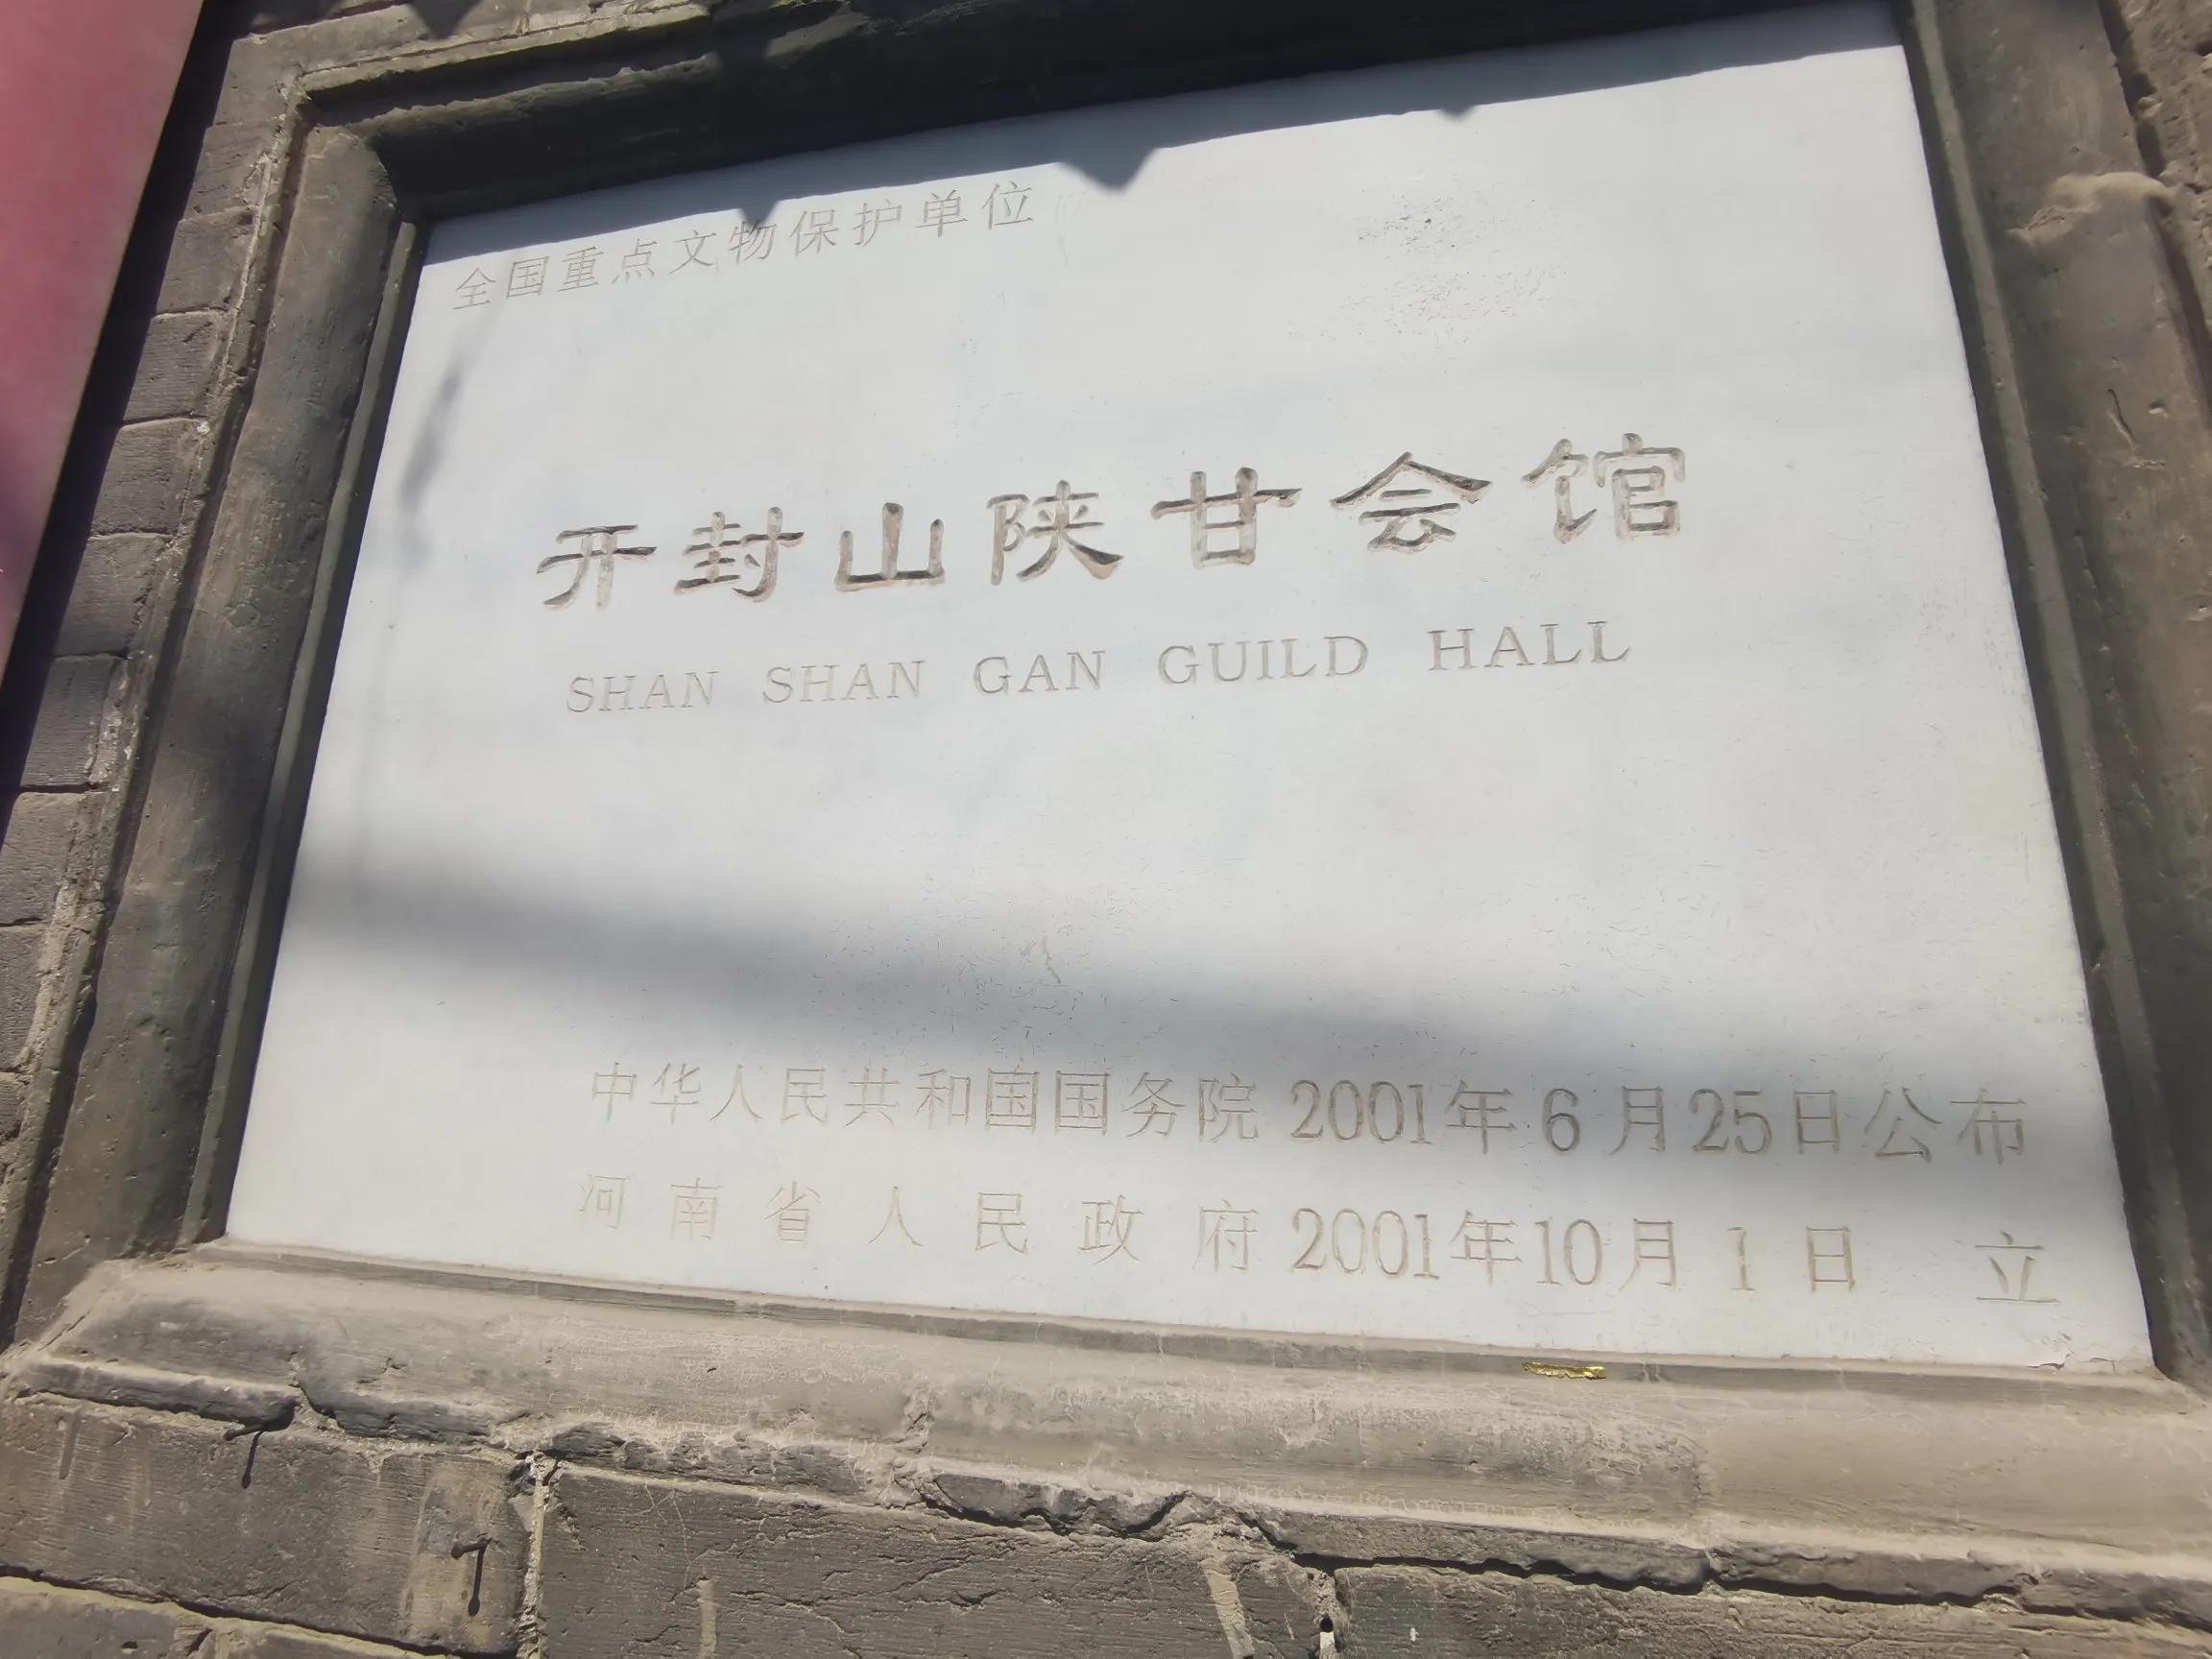 全国重点文物保护单位
开封山陕甘会馆
SHAN SHAN GAN GUILD HALL
中华人民共和国国务院 2001年6月25日公布
河南省人民政府 2001年10月1日 立